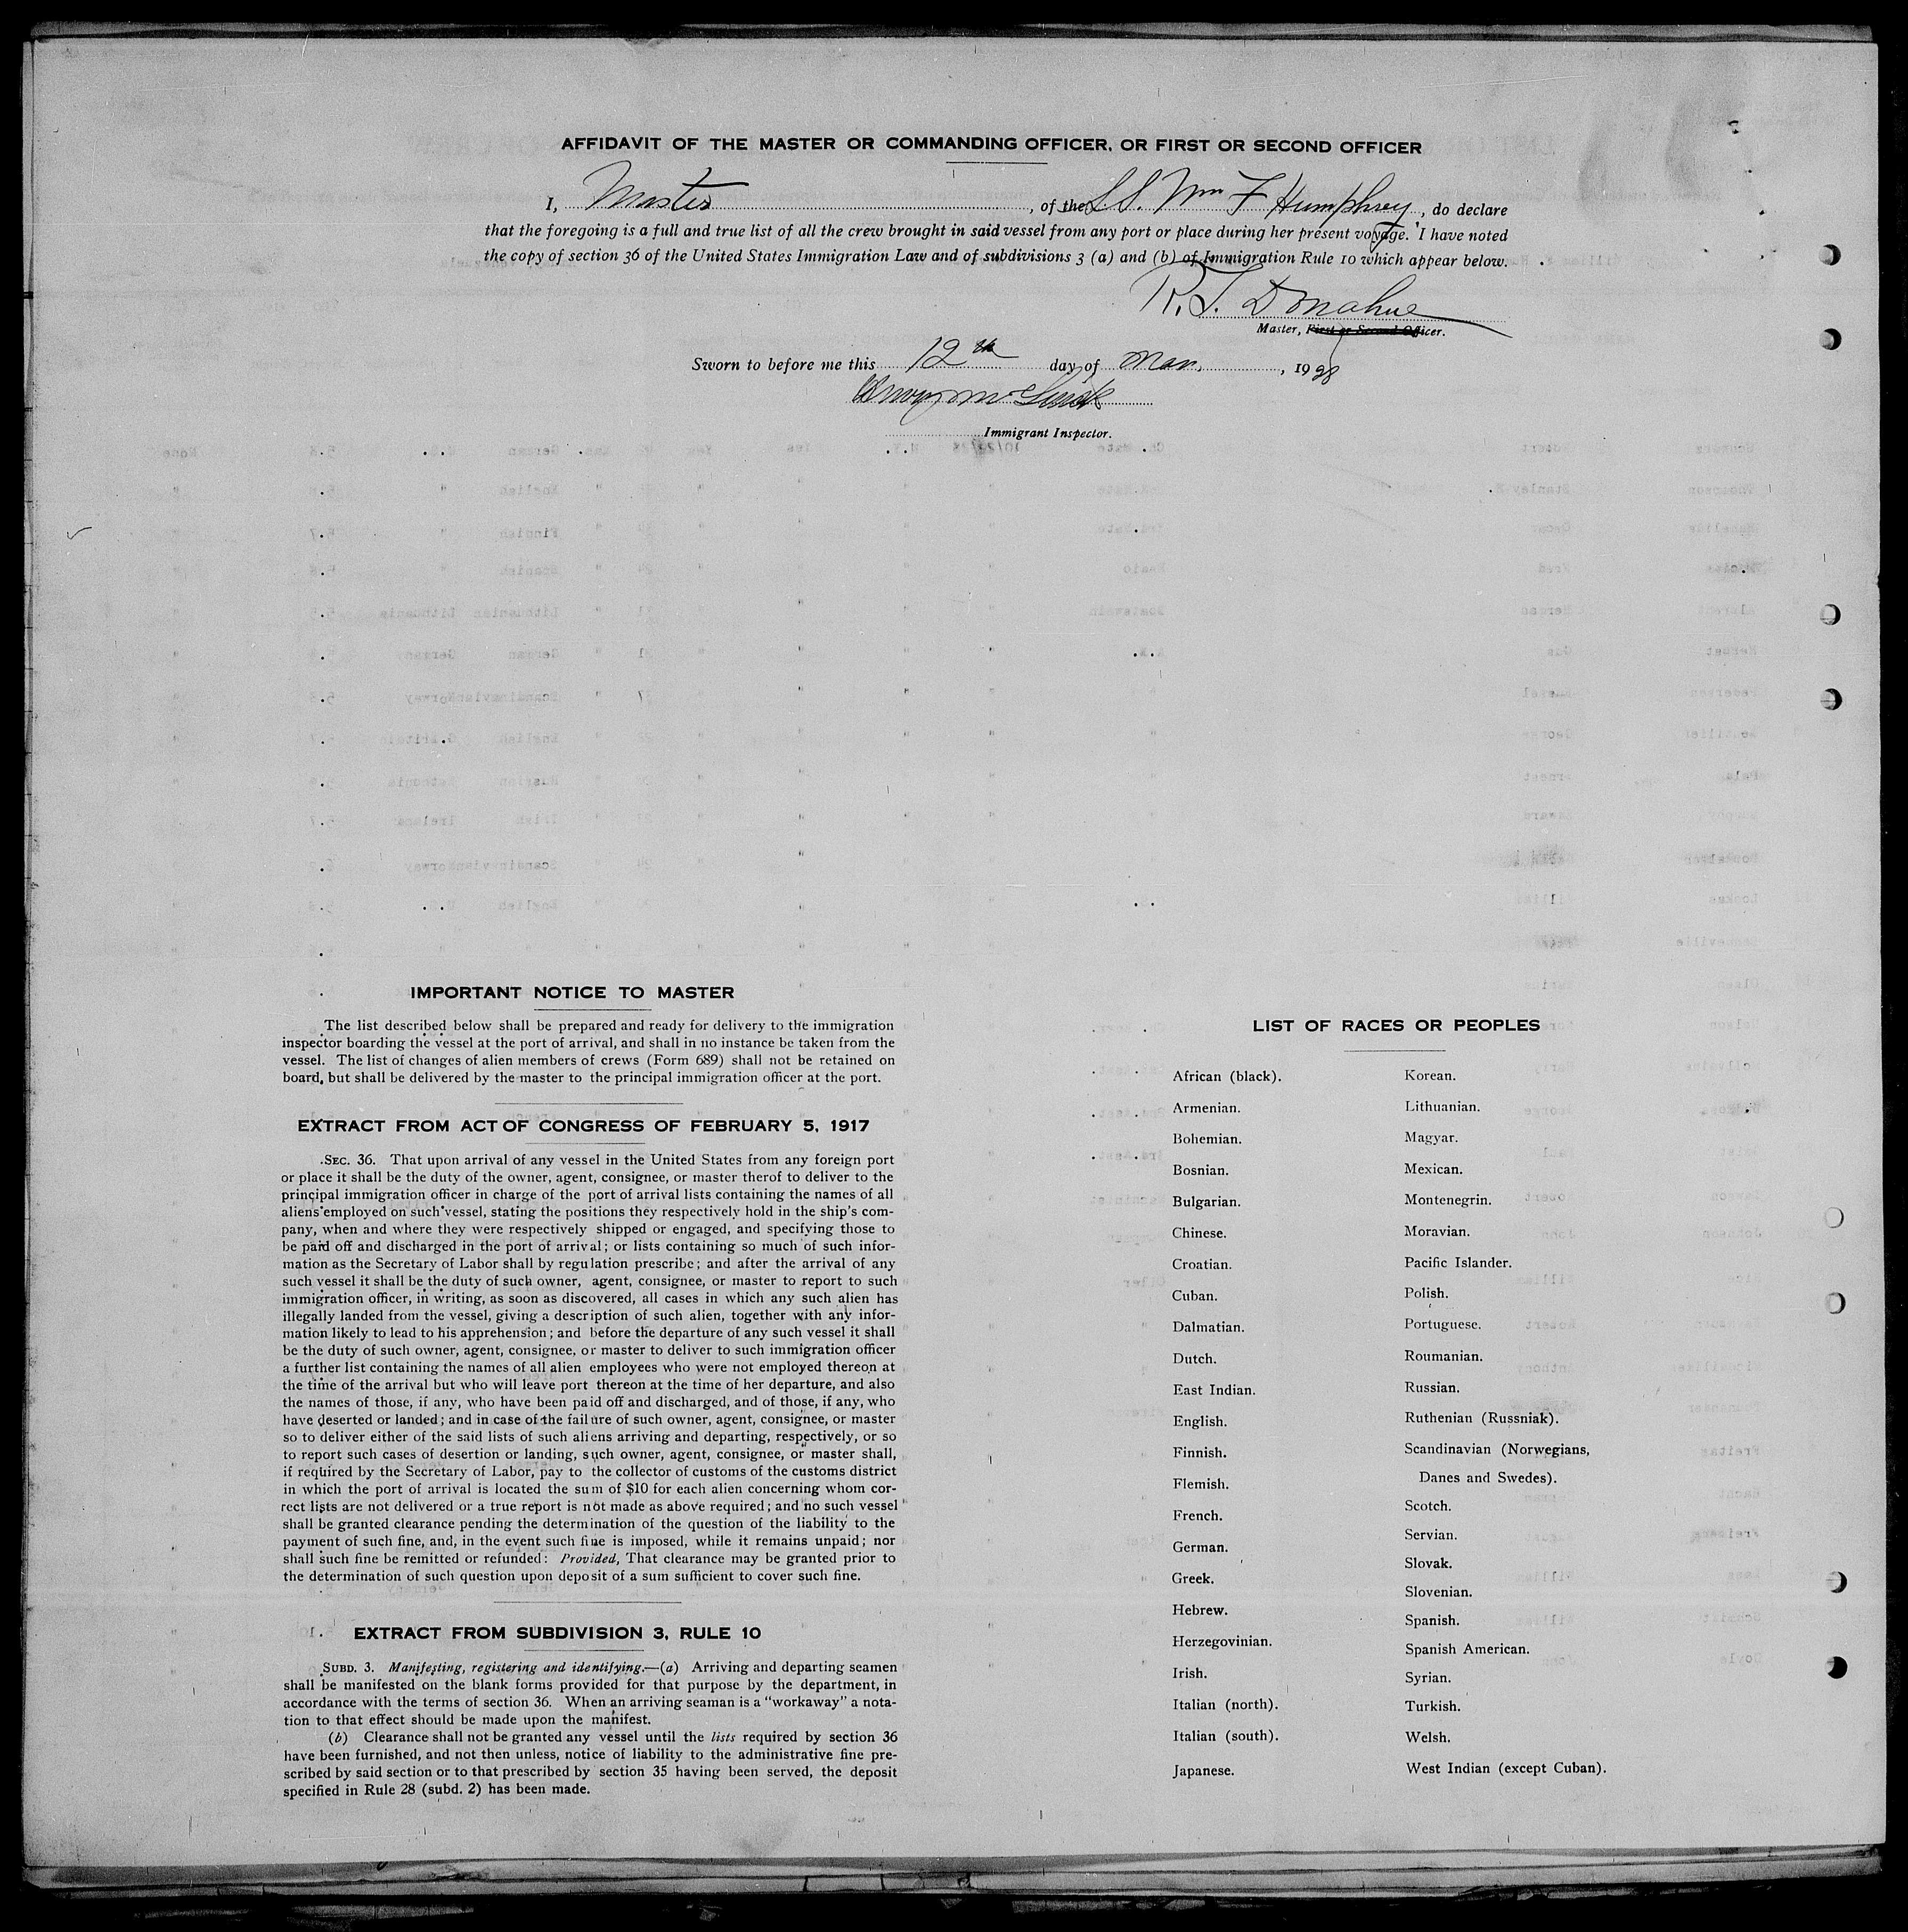 AFFIDAVIT OF THE MASTER OR COMMANDING OFFICER, OR FIRST OR SECOND OFFICER
I, Master, of the S.S. Wm F Humphrey, do declare
that the foregoing is a full and true list of all the crew brought in said vessel from any port or place during her present voyage. I have noted
the copy of section 36 of the United States Immigration Law and of subdivisions 3 (a) and (b) of Immigration Rule 10 which appear below.
R. J. Donahue
Master, First or Second Officer.
Sworn to before me this 12th day of Mar, 1928
Immigrant Inspector.
IMPORTANT NOTICE TO MASTER
The list described below shall be prepared and ready for delivery to the immigration
inspector boarding the vessel at the port of arrival, and shall in no instance be taken from the
vessel. The list of changes of alien members of crews (Form 689) shall not be retained on
board, but shall be delivered by the master to the principal immigration officer at the port.
EXTRACT FROM ACT OF CONGRESS OF FEBRUARY 5, 1917
SEC. 36. That upon arrival of any vessel in the United States from any foreign port
or place it shall be the duty of the owner, agent, consignee, or master therof to deliver to the
principal immigration officer in charge of the port of arrival lists containing the names of all
aliens employed on such vessel, stating the positions they respectively hold in the ship's com-
pany, when and where they were respectively shipped or engaged, and specifying those to
be paid off and discharged in the port of arrival; or lists containing so much of such infor-
mation as the Secretary of Labor shall by regulation prescribe; and after the arrival of any
such vessel it shall be the duty of such owner, agent, consignee, or master to report to such
immigration officer, in writing, as soon as discovered, all cases in which any such alien has
illegally landed from the vessel, giving a description of such alien, together with any infor-
mation likely to lead to his apprehension; and before the departure of any such vessel it shall
be the duty of such owner, agent, consignee, or master to deliver to such immigration officer
a further list containing the names of all alien employees who were not employed thereon at
the time of the arrival but who will leave port thereon at the time of her departure, and also
the names of those, if any, who have been paid off and discharged, and of those, if any, who
have deserted or landed; and in case of the failure of such owner, agent, consignee, or master
so to deliver either of the said lists of such aliens arriving and departing, respectively, or so
to report such cases of desertion or landing, such owner, agent, consignee, or master shall,
if required by the Secretary of Labor, pay to the collector of customs of the customs district
in which the port of arrival is located the sum of $10 for each alien concerning whom cor-
rect lists are not delivered or a true report is not made as above required; and no such vessel
shall be granted clearance pending the determination of the question of the liability to the
payment of such fine, and, in the event such fine is imposed, while it remains unpaid; nor
shall such fine be remitted or refunded: Provided, That clearance may be granted prior to
the determination of such question upon deposit of a sum sufficient to cover such fine.
EXTRACT FROM SUBDIVISION 3, RULE 10
SUBD. 3. Manifesting, registering and identifying.—(a) Arriving and departing seamen
shall be manifested on the blank forms provided for that purpose by the department, in
accordance with the terms of section 36. When an arriving seaman is a "workaway" a nota-
tion to that effect should be made upon the manifest.
(b) Clearance shall not be granted any vessel until the lists required by section 36
have been furnished, and not then unless, notice of liability to the administrative fine pre-
scribed by said section or to that prescribed by section 35 having been served, the deposit
specified in Rule 28 (subd. 2) has been made.
LIST OF RACES OR PEOPLES
African (black).
Armenian.
Bohemian.
Bosnian.
Bulgarian.
Chinese.
Croatian.
Cuban.
Dalmatian.
Dutch.
East Indian.
English.
Finnish.
Flemish.
French.
German.
Greek.
Hebrew.
Herzegovinian.
Irish.
Italian (north).
Italian (south).
Japanese.
Korean.
Lithuanian.
Magyar.
Mexican.
Montenegrin.
Moravian.
Pacific Islander.
Polish.
Portuguese.
Roumanian.
Russian.
Ruthenian (Russniak).
Scandinavian (Norwegians,
Danes and Swedes).
Scotch.
Servian.
Slovak.
Slovenian.
Spanish.
Spanish American.
Syrian.
Turkish.
Welsh.
West Indian (except Cuban).